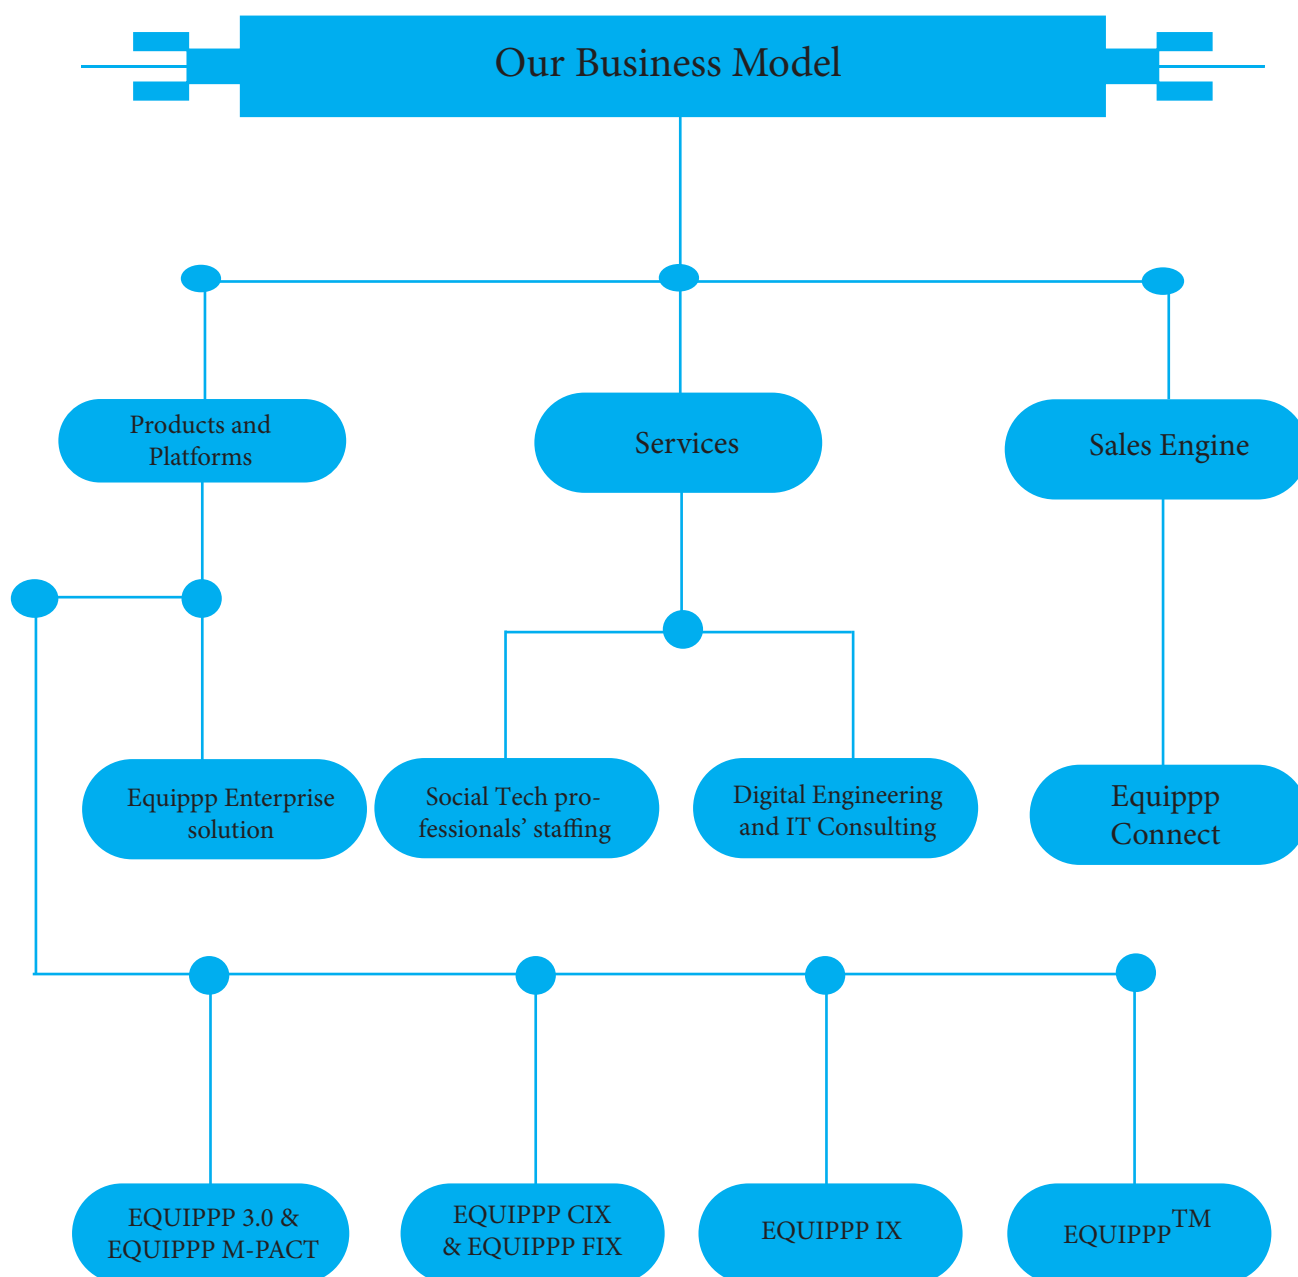 Our Business Model
Products and
Platforms
Services
Sales Engine
Equippp Enterprise
solution
Social Tech pro-
fessionals’ staffing
Digital Engineering
and IT Consulting
Equippp
Connect
EQUIPPP 3.0 &
EQUIPPP M-PACT
EQUIPPP CIX
& EQUIPPP FIX
EQUIPPP IX
EQUIPPP™